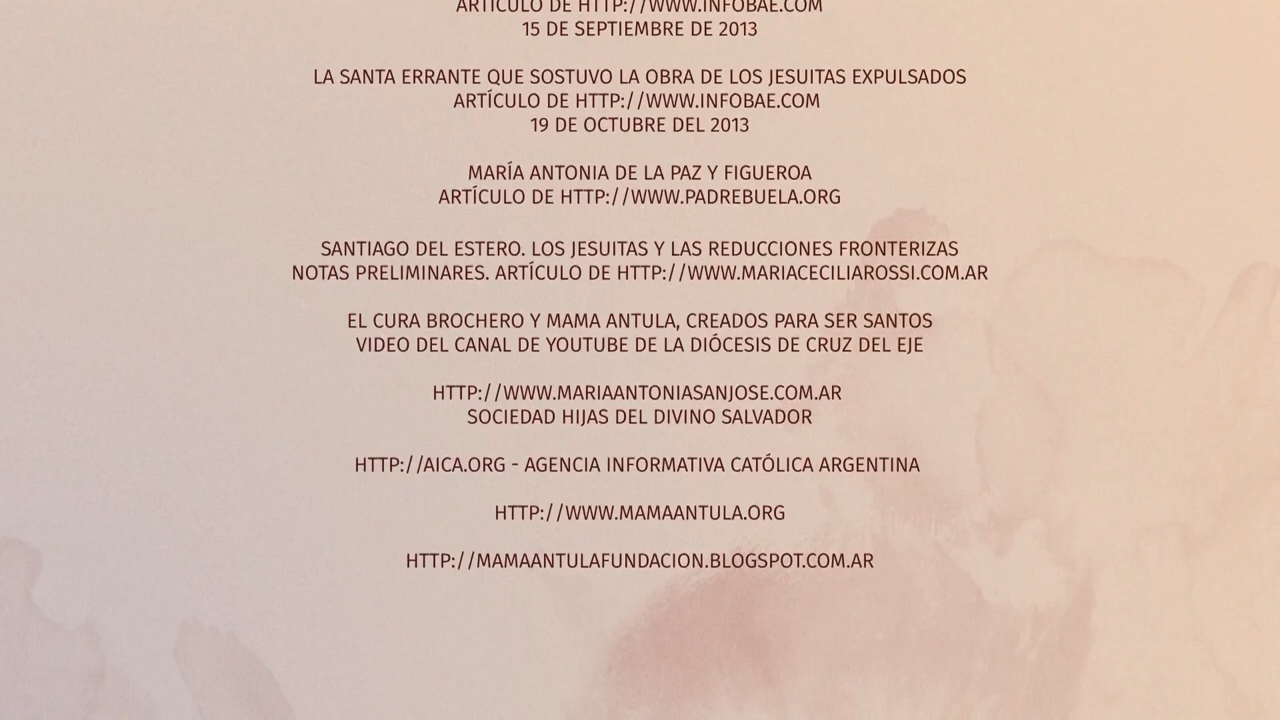 ARTÍCULO DE HTTP://WWW.INFOBAE.COM
15 DE SEPTIEMBRE DE 2013
LA SANTA ERRANTE QUE SOSTUVO LA OBRA DE LOS JESUITAS EXPULSADOS
ARTÍCULO DE HTTP://WWW.INFOBAE.COM
19 DE OCTUBRE DEL 2013
MARÍA ANTONIA DE LA PAZ Y FIGUEROA
ARTÍCULO DE HTTP://WWW.PADREBUELA.ORG
SANTIAGO DEL ESTERO. LOS JESUITAS Y LAS REDUCCIONES FRONTERIZAS
NOTAS PRELIMINARES. ARTÍCULO DE HTTP://WWW.MARIACECILIAROSSI.COM.AR
EL CURA BROCHERO Y MAMA ANTULA, CREADOS PARA SER SANTOS
VIDEO DEL CANAL DE YOUTUBE DE LA DIÓCESIS DE CRUZ DEL EJE
HTTP://WWW.MARIAANTONIASANJOSE.COM.AR
SOCIEDAD HIJAS DEL DIVINO SALVADOR
HTTP://AICA.ORG - AGENCIA INFORMATIVA CATÓLICA ARGENTINA
HTTP://WWW.MAMAANTULA.ORG
HTTP://MAMAANTULAFUNDACION.BLOGSPOT.COM.AR